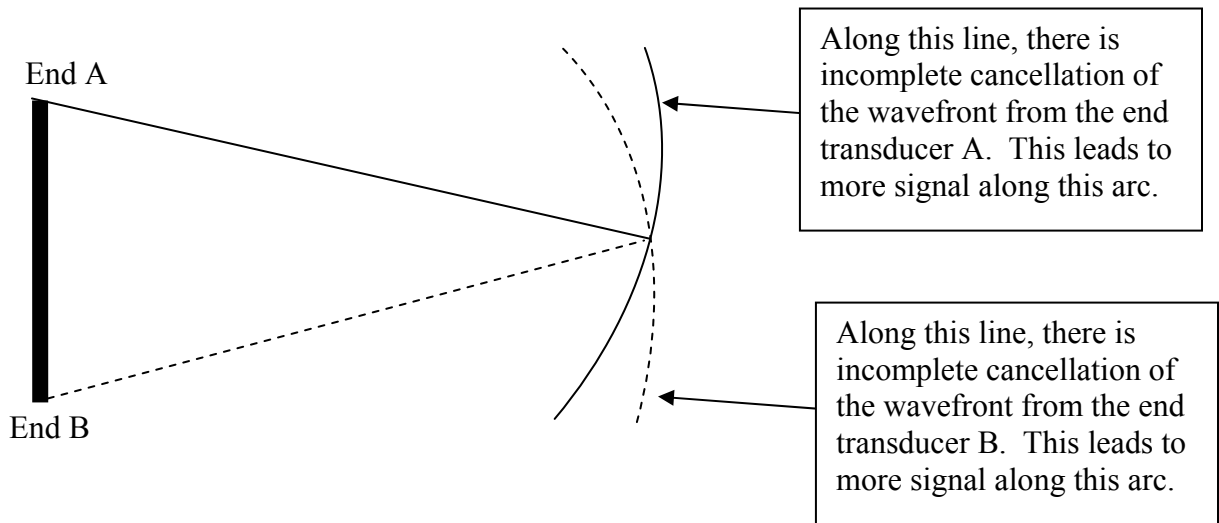 End A
End B
Along this line, there is
incomplete cancellation of
the wavefront from the end
transducer A. This leads to
more signal along this arc.
Along this line, there is
incomplete cancellation of
the wavefront from the end
transducer B. This leads to
more signal along this arc.